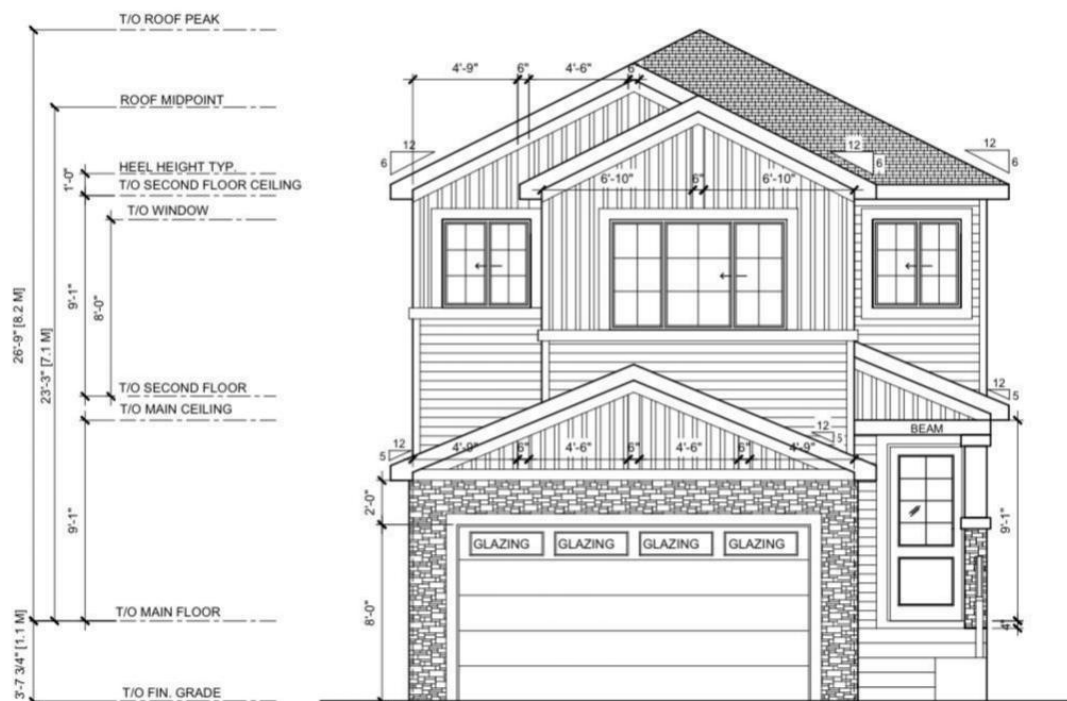 T/O ROOF PEAK
ROOF MIDPOINT
HEEL HEIGHT TYP.
T/O SECOND FLOOR CEILING
T/O WINDOW
T/O SECOND FLOOR
T/O MAIN CEILING
T/O MAIN FLOOR
T/O FIN. GRADE
26'-9" [8.2 M]
23'-3" [7.1 M]
1'-0"
9'-1"
8'-0"
9'-1"
3'-7 3/4" [1.1 M]
4'-9" 6" 4'-6" 6"
12
6
12
6
12
6
6'-10" 6" 6'-10"
12
5
12
5
12
5
4'-9" 6" 4'-6" 6" 4'-6" 6" 4'-9"
BEAM
2'-0"
8'-0"
GLAZING GLAZING GLAZING GLAZING
9'-1"
4"